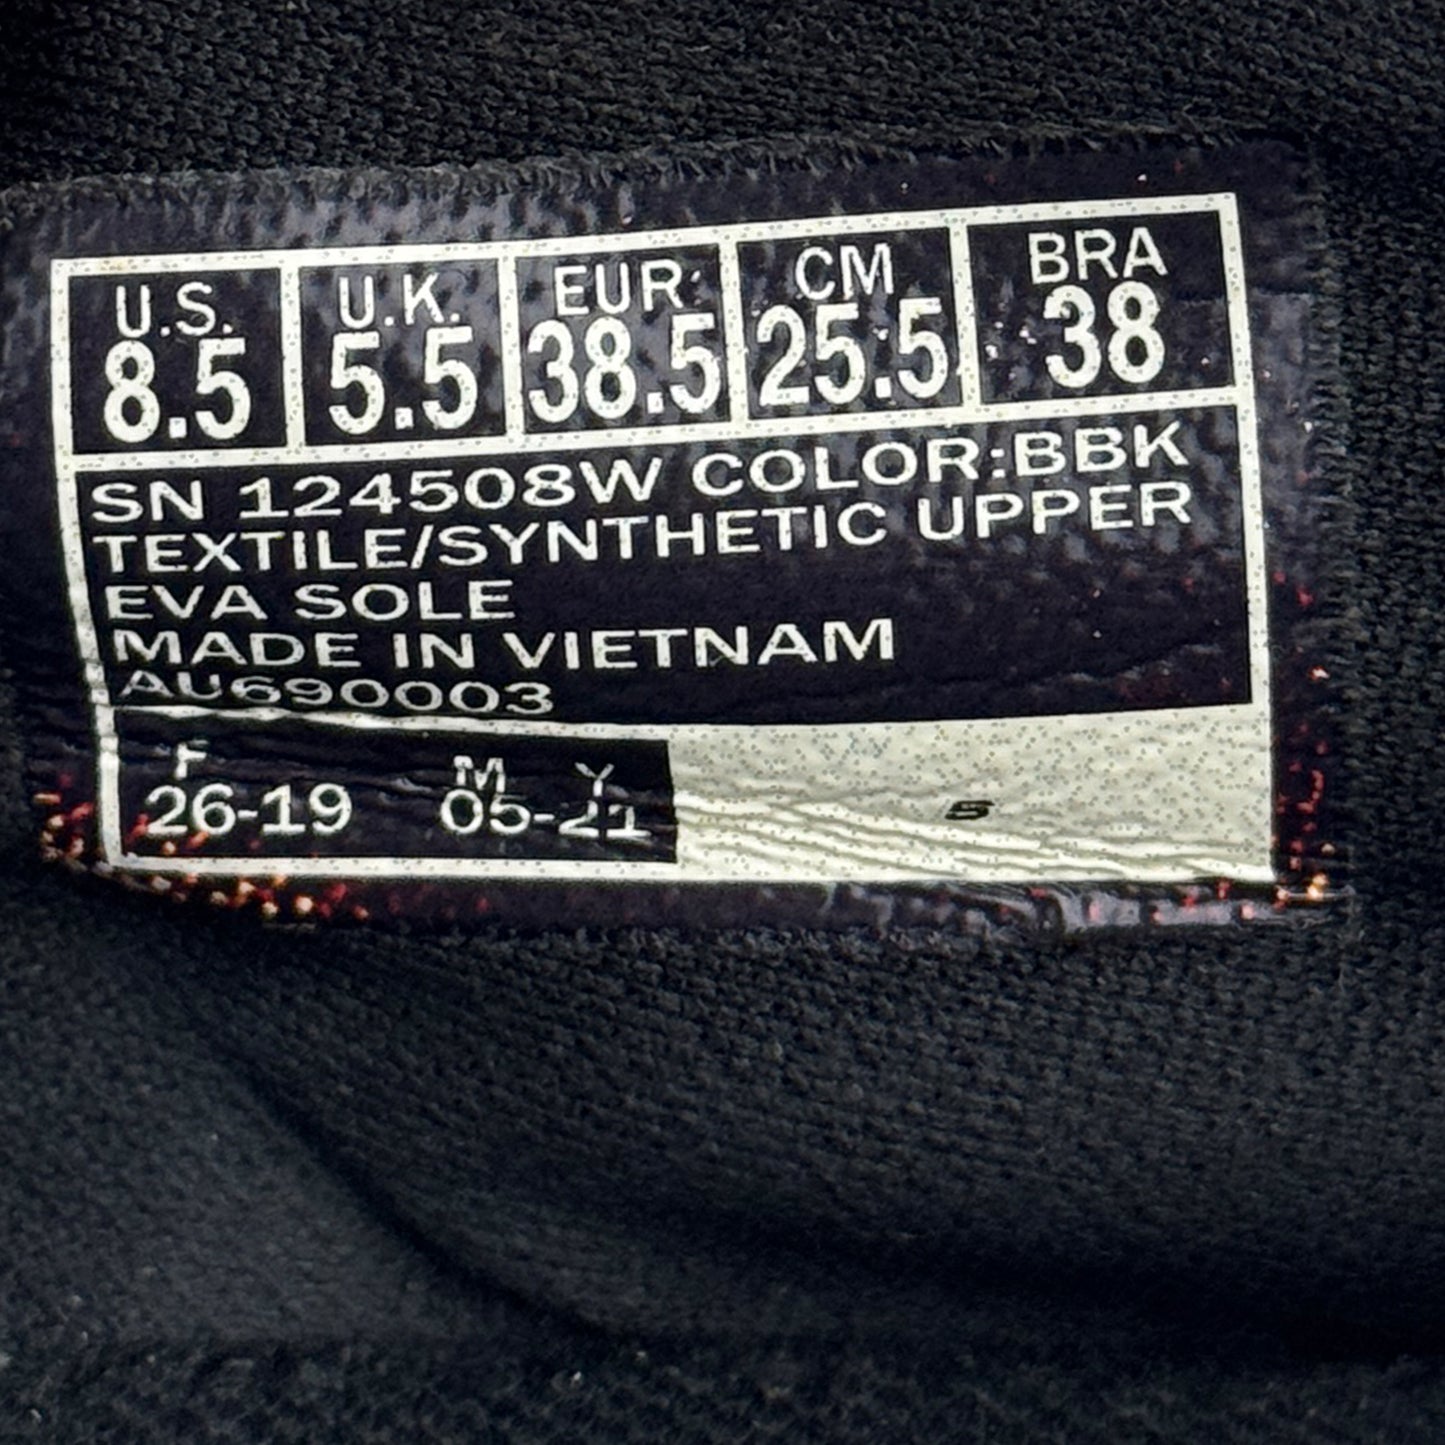 U.S. U.K. EUR CM BRA
8.5 5.5 38.5 25.5 38
SN 124508W COLOR:BBK
TEXTILE/SYNTHETIC UPPER
EVA SOLE
MADE IN VIETNAM
AU690003
F M Y
26-19 05-21
5